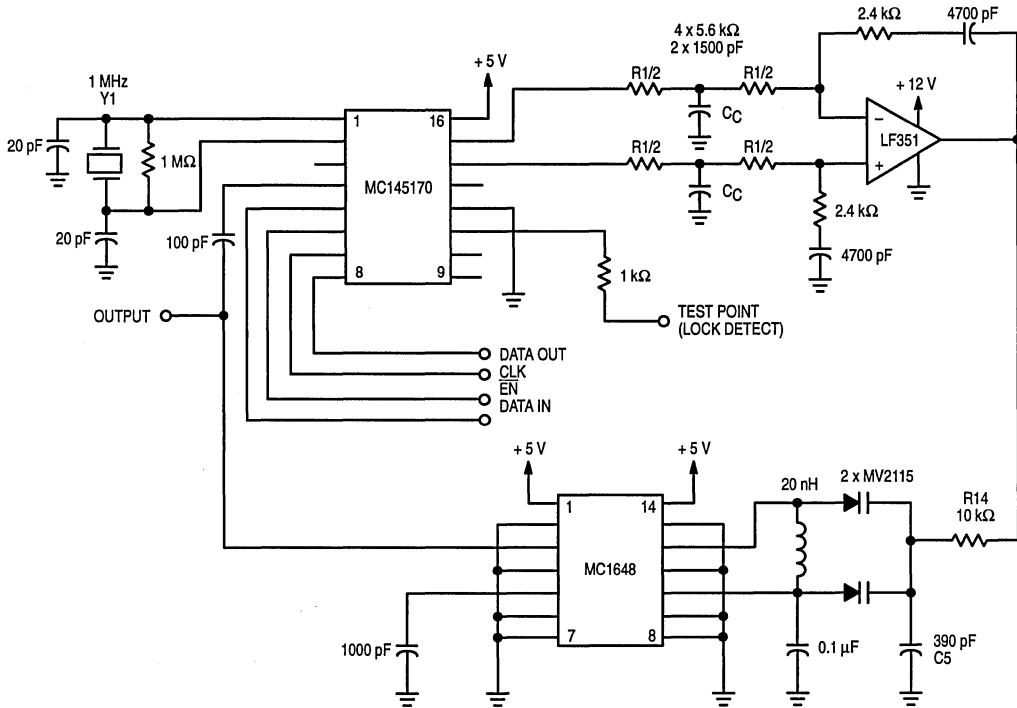 2.4 kΩ
4700 pF
4 x 5.6 kΩ
2 x 1500 pF
+ 5 V
R1/2
R1/2
1 MHz
Y1
+ 12 V
CC
1
16
−
LF351
20 pF
1 MΩ
R1/2
R1/2
+
MC145170
CC
2.4 kΩ
20 pF
100 pF
4700 pF
8
9
1 kΩ
OUTPUT
TEST POINT
(LOCK DETECT)
DATA OUT
CLK
EN
DATA IN
+ 5 V
+ 5 V
20 nH
2 x MV2115
1
14
R14
10 kΩ
MC1648
7
8
1000 pF
0.1 µF
390 pF
C5